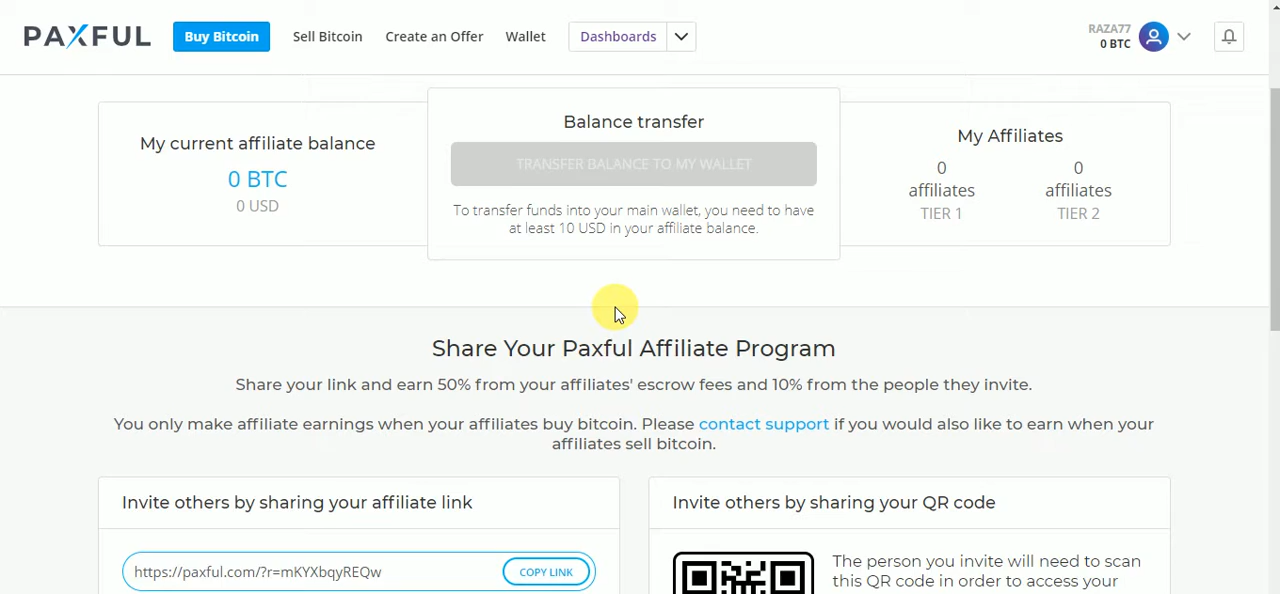 PAXFUL
Buy Bitcoin
Sell Bitcoin
Create an Offer
Wallet
Dashboards
RAZA77
0 BTC
My current affiliate balance
0 BTC
0 USD
Balance transfer
TRANSFER BALANCE TO MY WALLET
To transfer funds into your main wallet, you need to have
at least 10 USD in your affiliate balance.
My Affiliates
0
affiliates
TIER 1
0
affiliates
TIER 2
Share Your Paxful Affiliate Program
Share your link and earn 50% from your affiliates' escrow fees and 10% from the people they invite.
You only make affiliate earnings when your affiliates buy bitcoin. Please contact support if you would also like to earn when your
affiliates sell bitcoin.
Invite others by sharing your affiliate link
https://paxful.com/?r=mKYXbqyREQw
COPY LINK
Invite others by sharing your QR code
The person you invite will need to scan
this QR code in order to access your